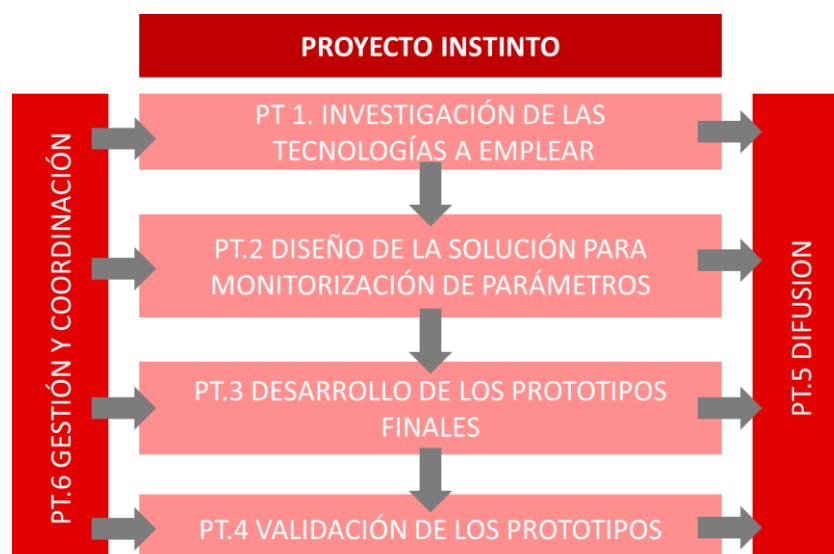 PROYECTO INSTINTO
PT.6 GESTIÓN Y COORDINACIÓN
PT 1. INVESTIGACIÓN DE LAS
TECNOLOGÍAS A EMPLEAR
PT.2 DISEÑO DE LA SOLUCIÓN PARA
MONITORIZACIÓN DE PARÁMETROS
PT.3 DESARROLLO DE LOS PROTOTIPOS
FINALES
PT.4 VALIDACIÓN DE LOS PROTOTIPOS
PT.5 DIFUSION